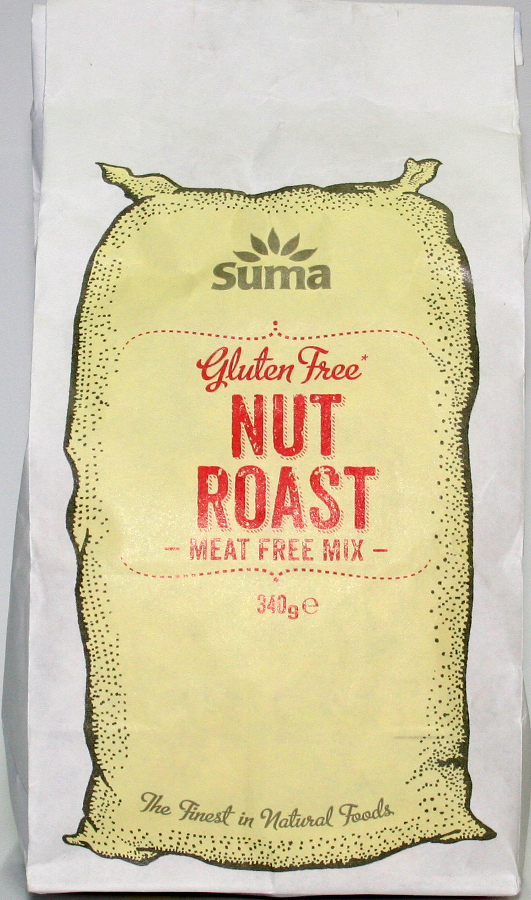 suma
Gluten Free*
NUT
ROAST
– MEAT FREE MIX –
340g℮
The Finest in Natural Foods